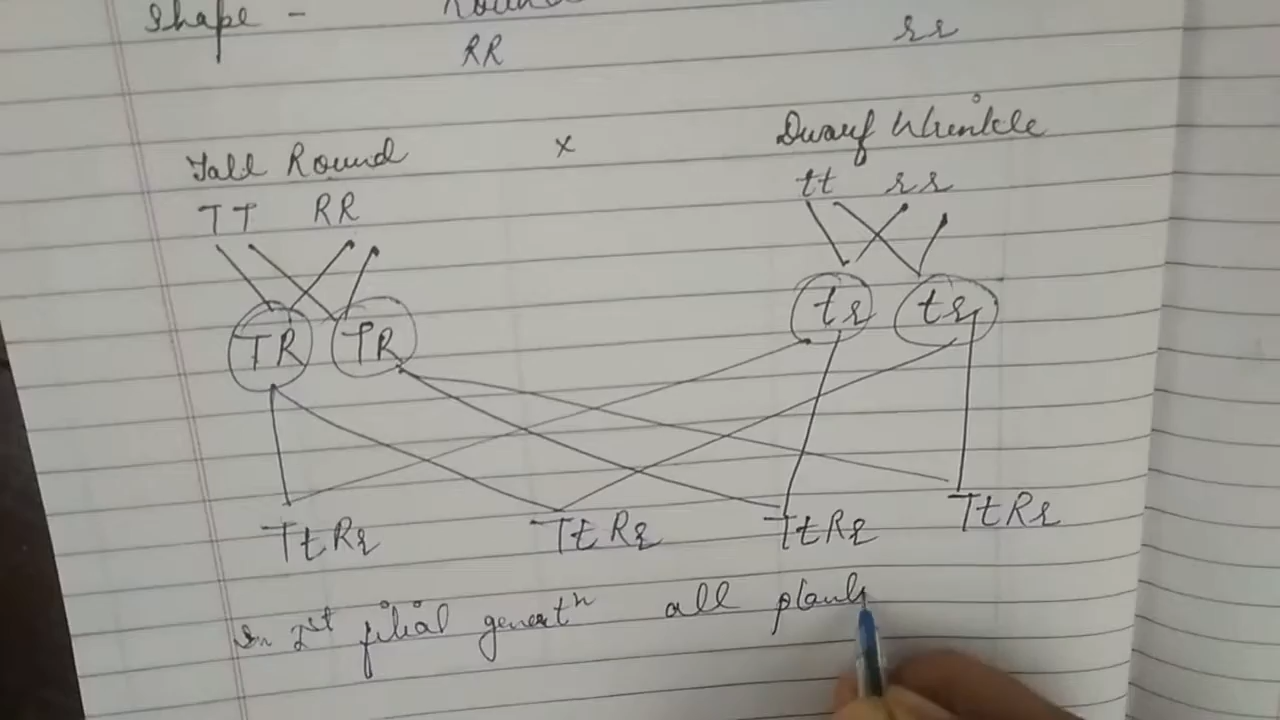 Shape - Round
RR rr
Tall Round x Dwarf Wrinkle
TT RR tt rr
TR TR tr tr
TtRr TtRr TtRr TtRr
In 1st filial generatn all plants